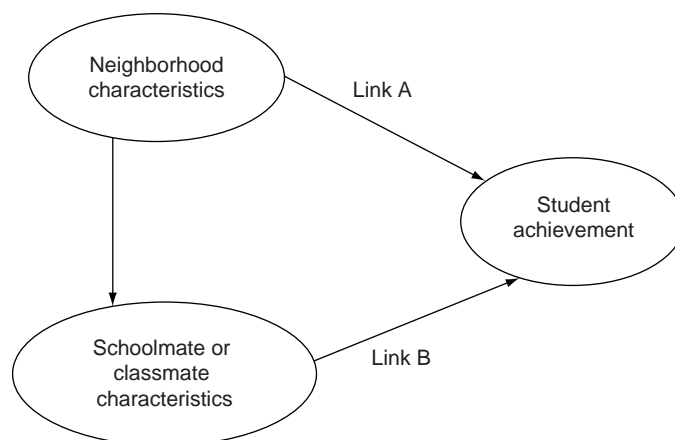 Neighborhood
characteristics
Link A
Student
achievement
Schoolmate or
classmate
characteristics
Link B